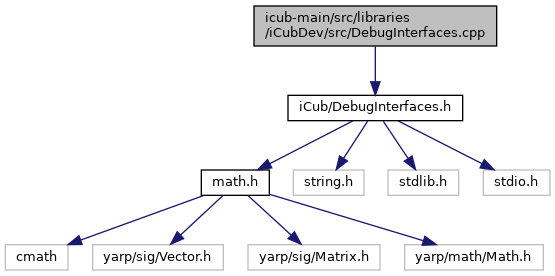 icub-main/src/libraries
/iCubDev/src/DebugInterfaces.cpp
iCub/DebugInterfaces.h
math.h
string.h
stdlib.h
stdio.h
cmath
yarp/sig/Vector.h
yarp/sig/Matrix.h
yarp/math/Math.h